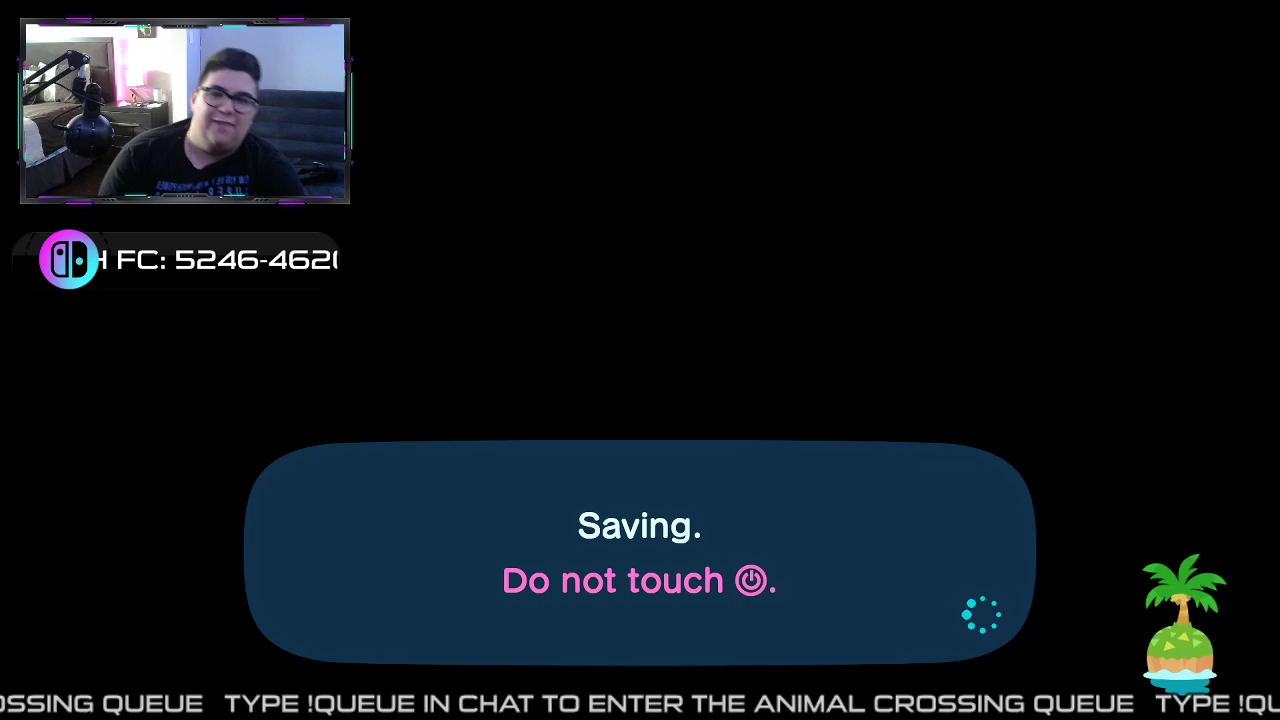 H FC: 5246-462
Saving.
Do not touch ⏻.
OSSING QUEUE TYPE !QUEUE IN CHAT TO ENTER THE ANIMAL CROSSING QUEUE TYPE !QU